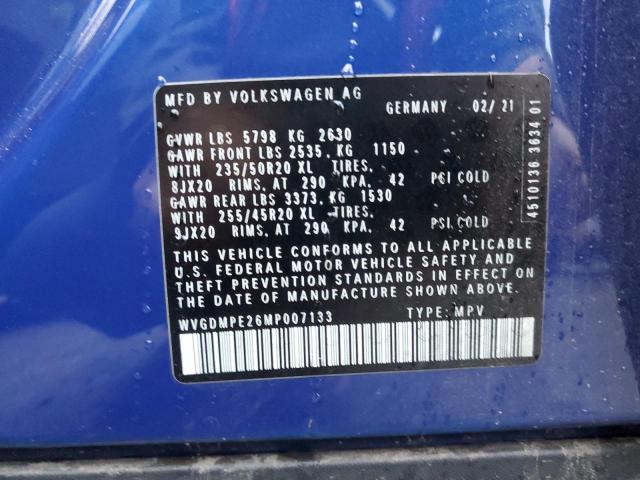 MFD BY VOLKSWAGEN AG GERMANY 02/21
GVWR LBS 5798 KG 2630
GAWR FRONT LBS 2535, KG 1150
WITH 235/50R20 XL TIRES,
8JX20 RIMS, AT 290 KPA, 42 PSI COLD
GAWR REAR LBS 3373, KG 1530
WITH 255/45R20 XL TIRES,
9JX20 RIMS, AT 290 KPA, 42 PSI.COLD
THIS VEHICLE CONFORMS TO ALL APPLICABLE
U.S. FEDERAL MOTOR VEHICLE SAFETY AND
THEFT PREVENTION STANDARDS IN EFFECT ON
THE DATE OF MANUFACTURE SHOWN ABOVE.
WVGDMPE26MP007133 TYPE: MPV
4510136 3634 01